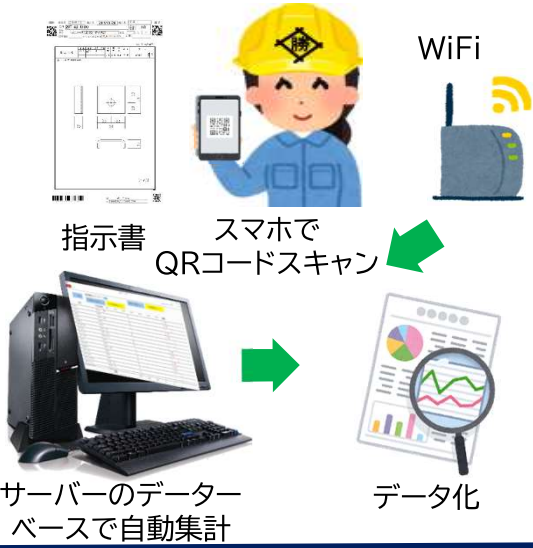 勝
WiFi
指示書
スマホで
QRコードスキャン
サーバーのデーター
ベースで自動集計
データ化